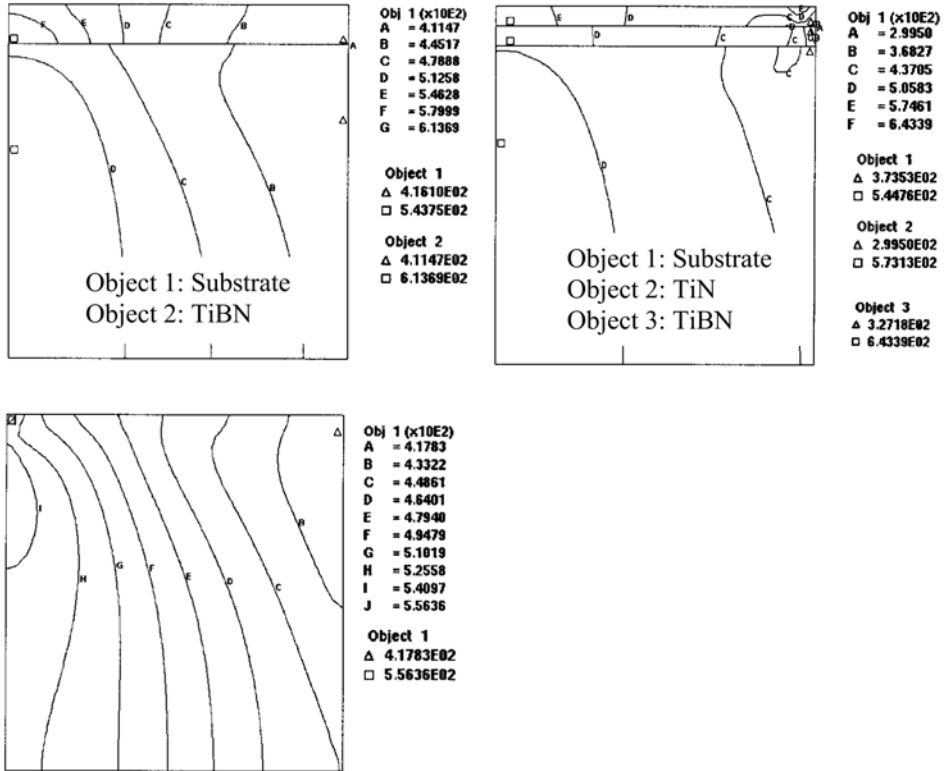 Obj 1 (x10E2)
A = 4.1147
B = 4.4517
C = 4.7888
D = 5.1258
E = 5.4628
F = 5.7999
G = 6.1369
Object 1
△ 4.1610E02
□ 5.4375E02
Object 2
△ 4.1147E02
□ 6.1369E02
F
E
D
C
B
A
D
C
B
Object 1: Substrate
Object 2: TiBN
Obj 1 (x10E2)
A = 2.9950
B = 3.6827
C = 4.3705
D = 5.0583
E = 5.7461
F = 6.4339
Object 1
△ 3.7353E02
□ 5.4476E02
Object 2
△ 2.9950E02
□ 5.7313E02
Object 3
△ 3.2718E02
□ 6.4339E02
E
D
D
C
C
D
C
Object 1: Substrate
Object 2: TiN
Object 3: TiBN
Obj 1 (x10E2)
A = 4.1783
B = 4.3322
C = 4.4861
D = 4.6401
E = 4.7940
F = 4.9479
G = 5.1019
H = 5.2558
I = 5.4097
J = 5.5636
Object 1
△ 4.1783E02
□ 5.5636E02
I
H
G
F
E
D
C
B